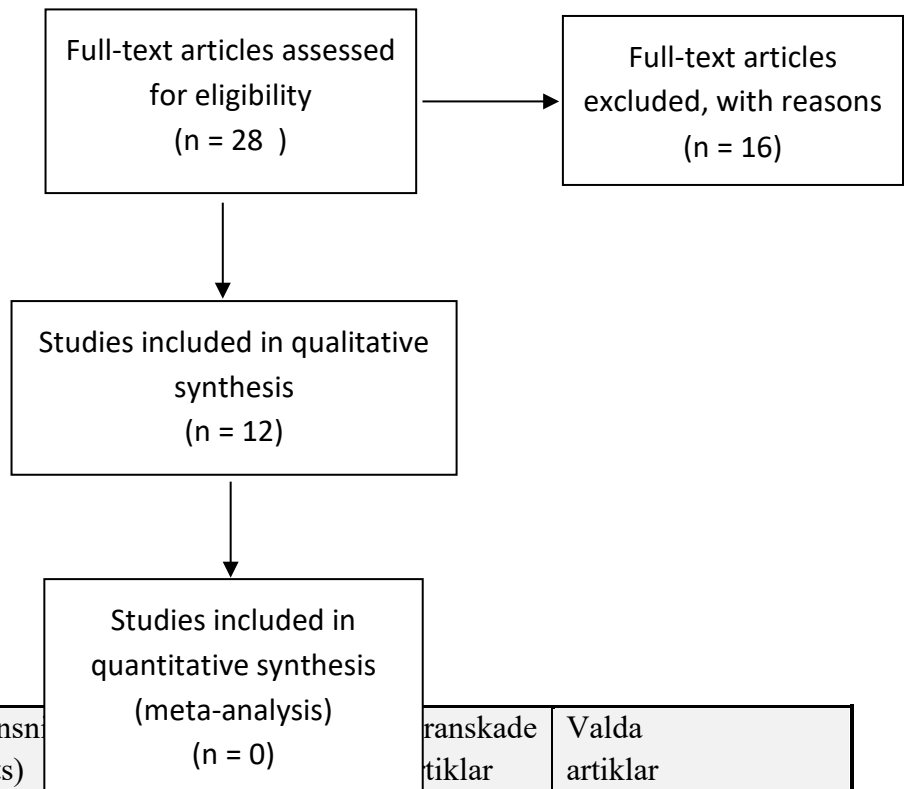 Full-text articles assessed
for eligibility
(n = 28 )
Full-text articles
excluded, with reasons
(n = 16)
Studies included in qualitative
synthesis
(n = 12)
Studies included in
quantitative synthesis
(meta-analysis)
(n = 0)
Valda
artiklar